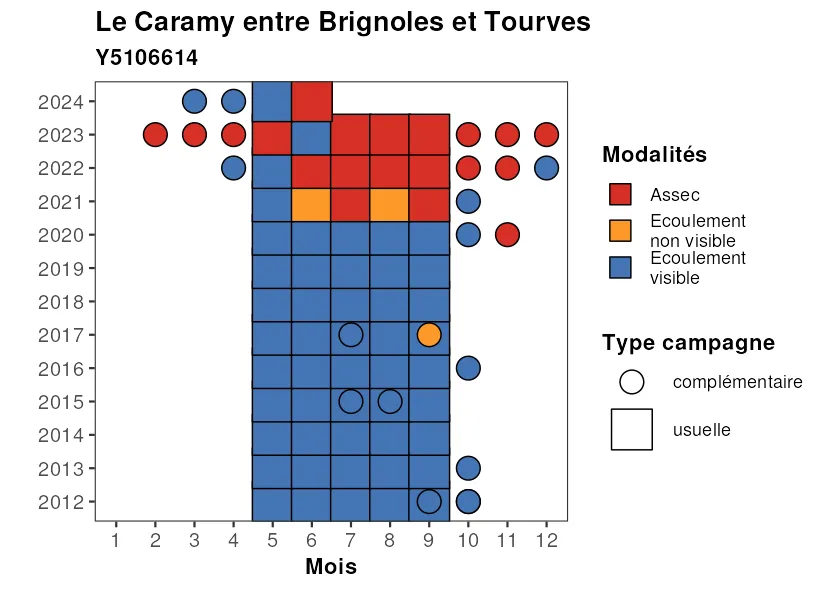 Le Caramy entre Brignoles et Tourves
Y5106614
2024
2023
2022
2021
2020
2019
2018
2017
2016
2015
2014
2013
2012
1 2 3 4 5 6 7 8 9 10 11 12
Mois
Modalités
Assec
Ecoulement
non visible
Ecoulement
visible
Type campagne
complémentaire
usuelle